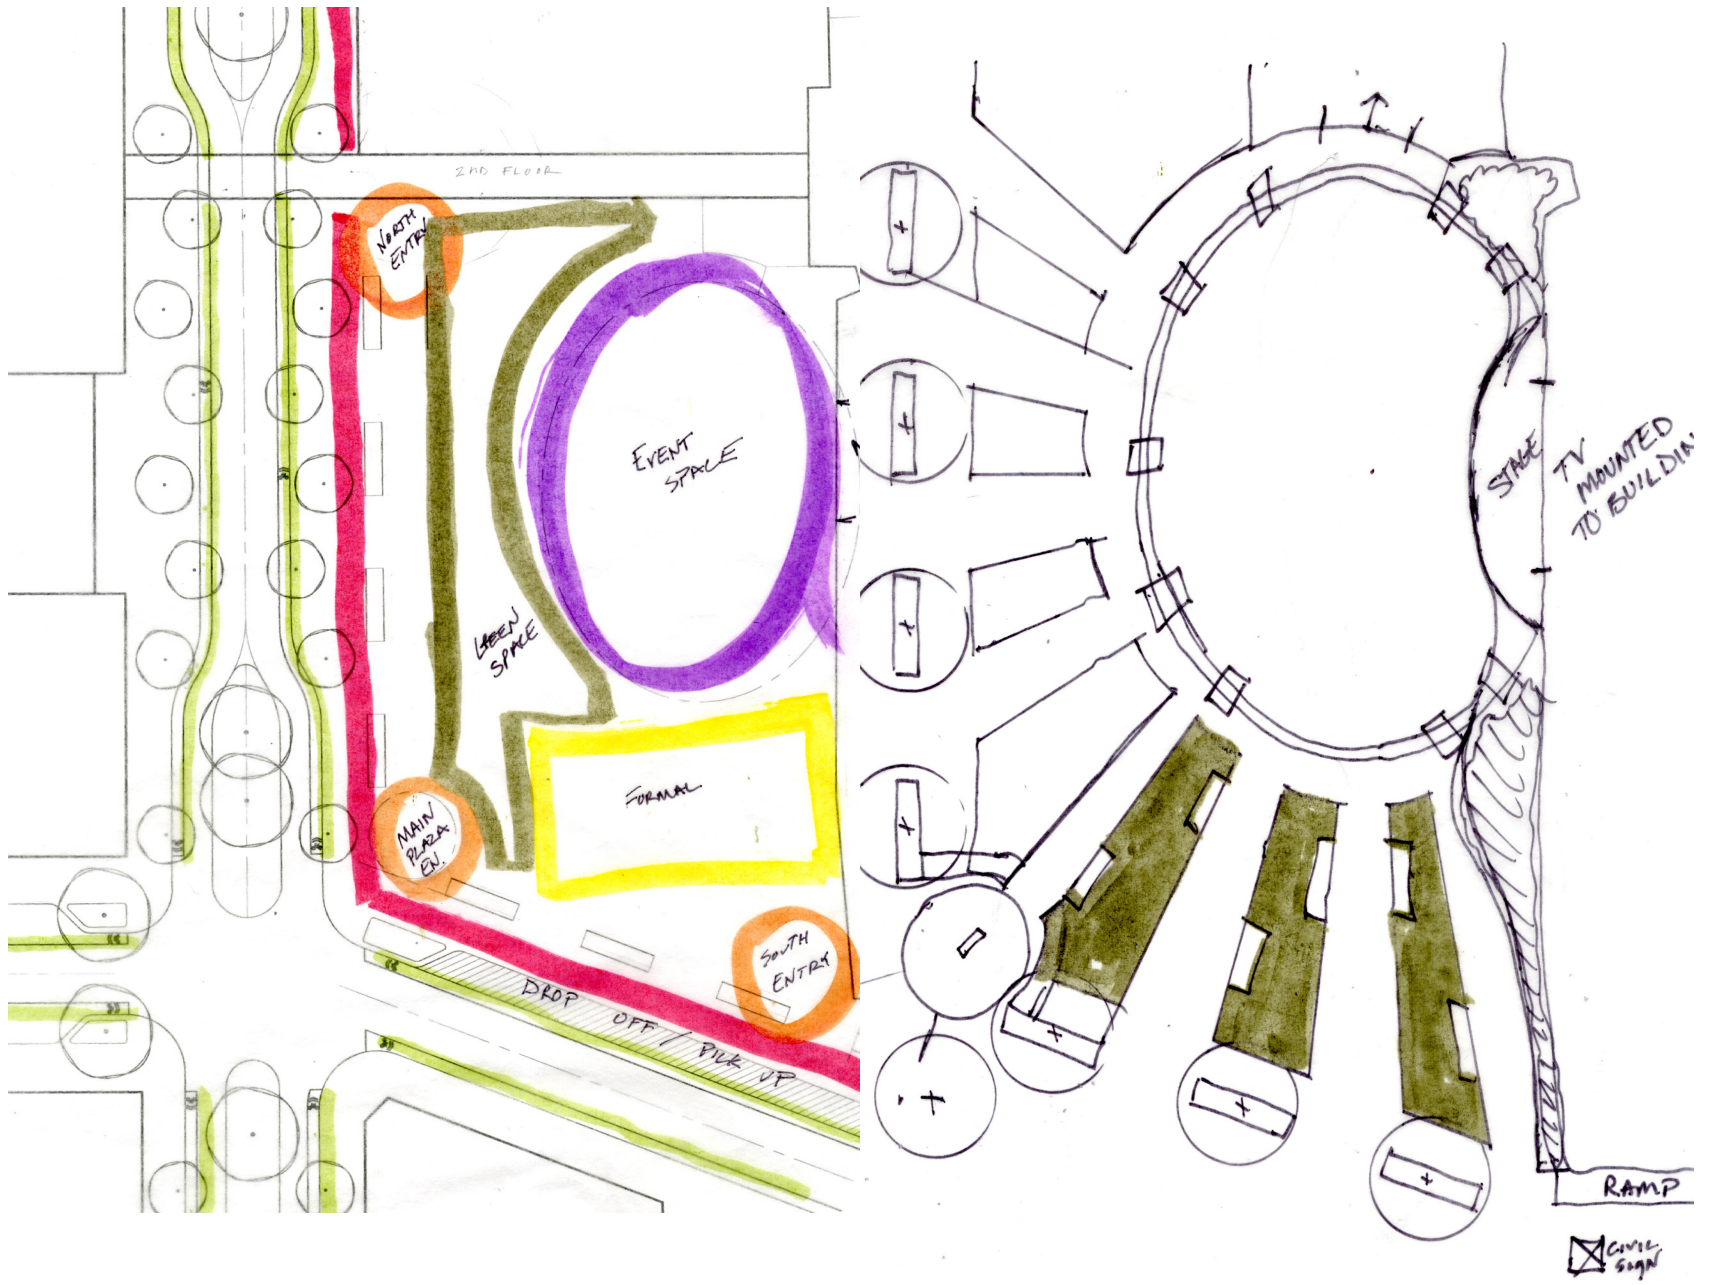 2ND FLOOR
NORTH
ENTRY
EVENT
SPACE
GREEN
SPACE
FORMAL
MAIN
PLAZA
EN.
SOUTH
ENTRY
DROP OFF / PICK UP
STAGE
TV
MOUNTED
TO BUILDIN
RAMP
CIVIL
SIGN